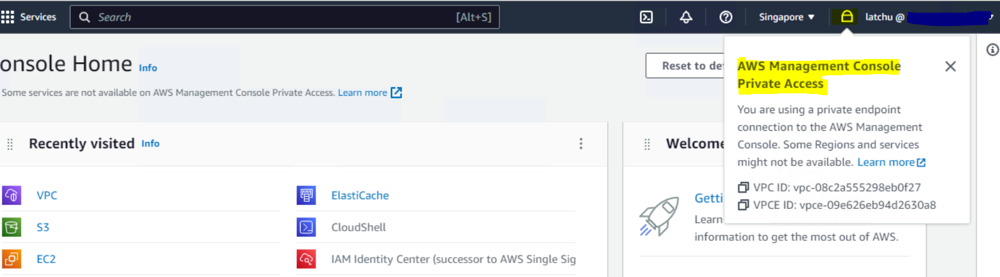 Services
Search
[Alt+S]
Singapore
latchu @
onsole Home Info
Reset to de
Some services are not available on AWS Management Console Private Access. Learn more
AWS Management Console
Private Access
You are using a private endpoint
connection to the AWS Management
Console. Some Regions and services
might not be available. Learn more
VPC ID: vpc-08c2a555298eb0f27
VPCE ID: vpce-09e626eb94d2630a8
Recently visited Info
VPC
ElastiCache
S3
CloudShell
EC2
IAM Identity Center (successor to AWS Single Sig
Welcome
Getti
Learn
information to get the most out of AWS.